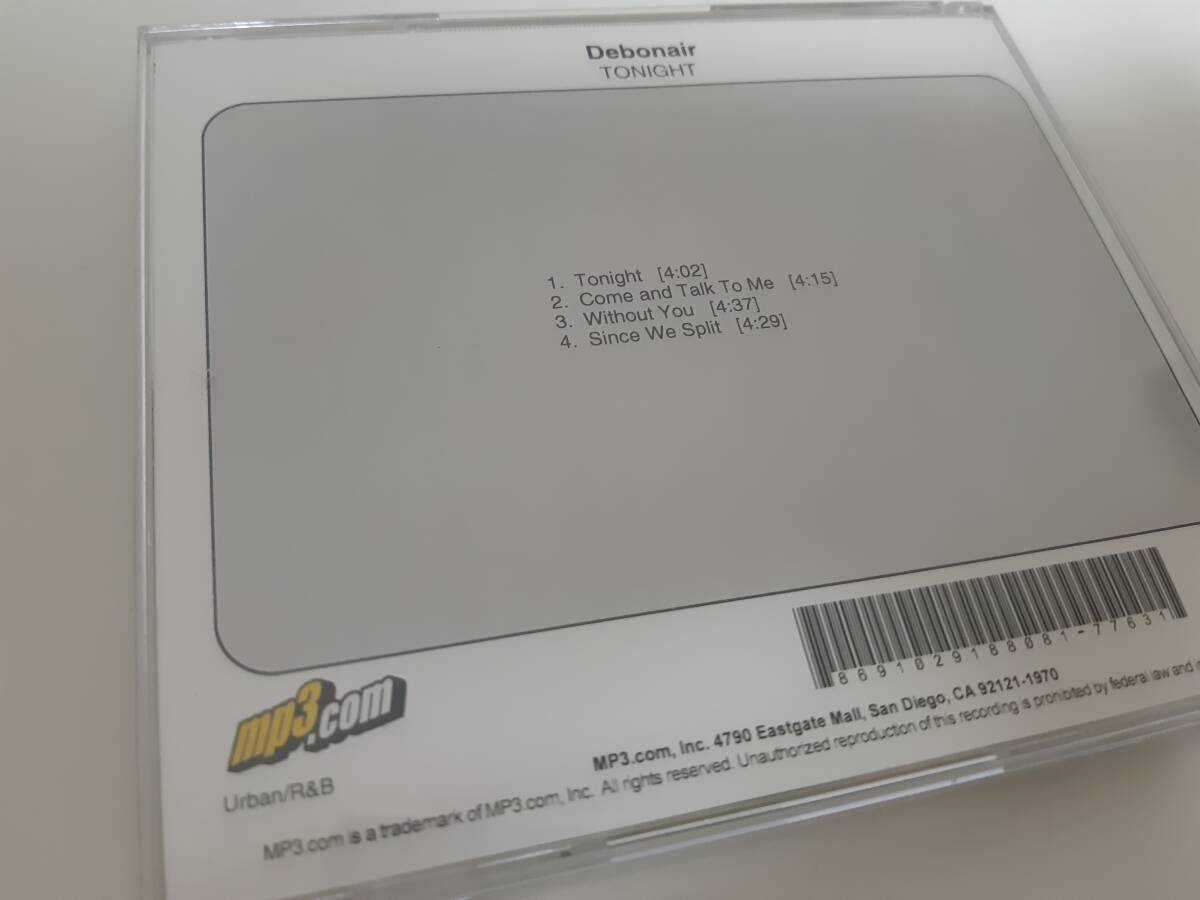 Debonair
TONIGHT
1. Tonight [4:02]
2. Come and Talk To Me [4:15]
3. Without You [4:37]
4. Since We Split [4:29]
8691029188081-77631
mp3.com
Urban/R&B
MP3.com, Inc. 4790 Eastgate Mall, San Diego, CA 92121-1970
MP3.com is a trademark of MP3.com, Inc. All rights reserved. Unauthorized reproduction of this recording is prohibited by federal law and